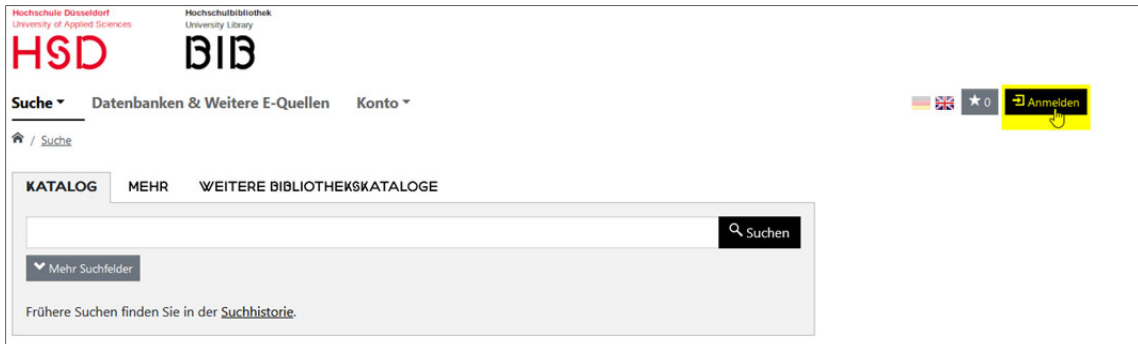 Hochschule Düsseldorf
University of Applied Sciences
HSD
Hochschulbibliothek
University Library
BIB
Suche
Datenbanken & Weitere E-Quellen
Konto
0
Anmelden
/ Suche
KATALOG
MEHR
WEITERE BIBLIOTHEKSKATALOGE
Suchen
Mehr Suchfelder
Frühere Suchen finden Sie in der Suchhistorie.